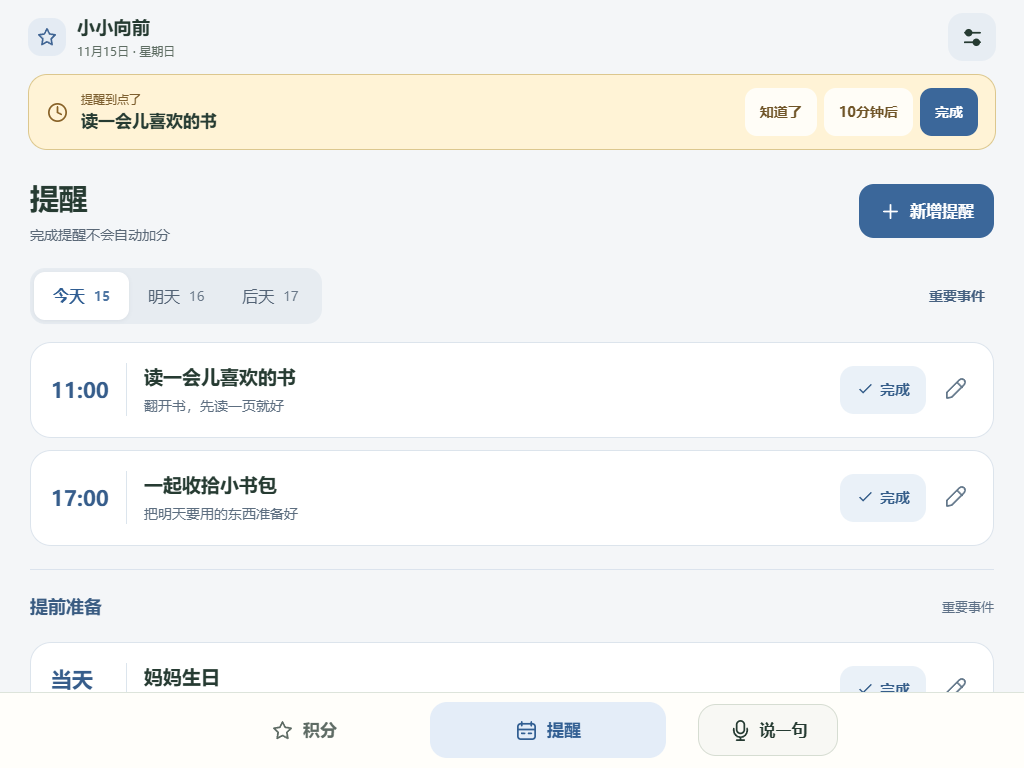 小小向前
11月15日 · 星期日
提醒到点了
读一会儿喜欢的书
知道了
10分钟后
完成
提醒
完成提醒不会自动加分
新增提醒
今天 15
明天 16
后天 17
重要事件
11:00
读一会儿喜欢的书
翻开书，先读一页就好
完成
17:00
一起收拾小书包
把明天要用的东西准备好
完成
提前准备
重要事件
当天
妈妈生日
完成
积分
提醒
说一句